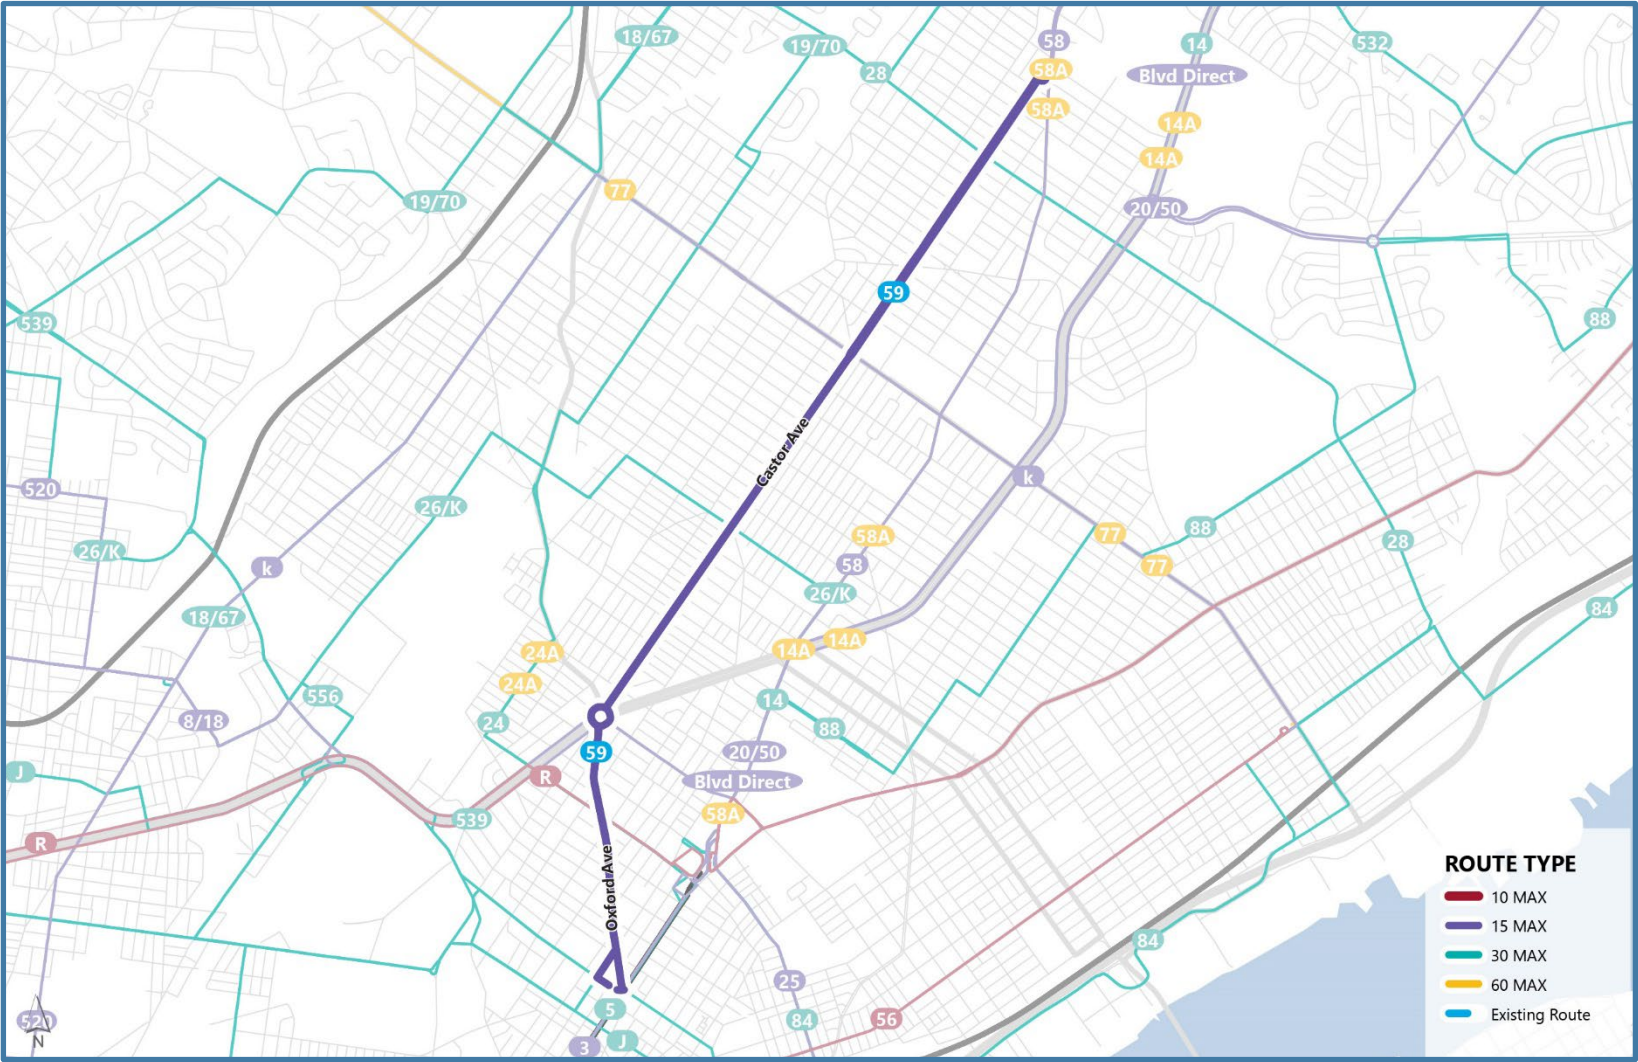 18/67
58
14
532
19/70
58A
28
Blvd Direct
58A
14A
14A
77
19/70
20/50
59
539
88
Castor Ave
k
520
26/K
58A
77
88
28
26/K
58
77
k
26/K
84
18/67
14A
14A
24A
24A
556
14
8/18
24
88
59
20/50
J
R
Blvd Direct
58A
539
R
Oxford Ave
84
25
5
520
84
56
J
3
N
ROUTE TYPE
10 MAX
15 MAX
30 MAX
60 MAX
Existing Route